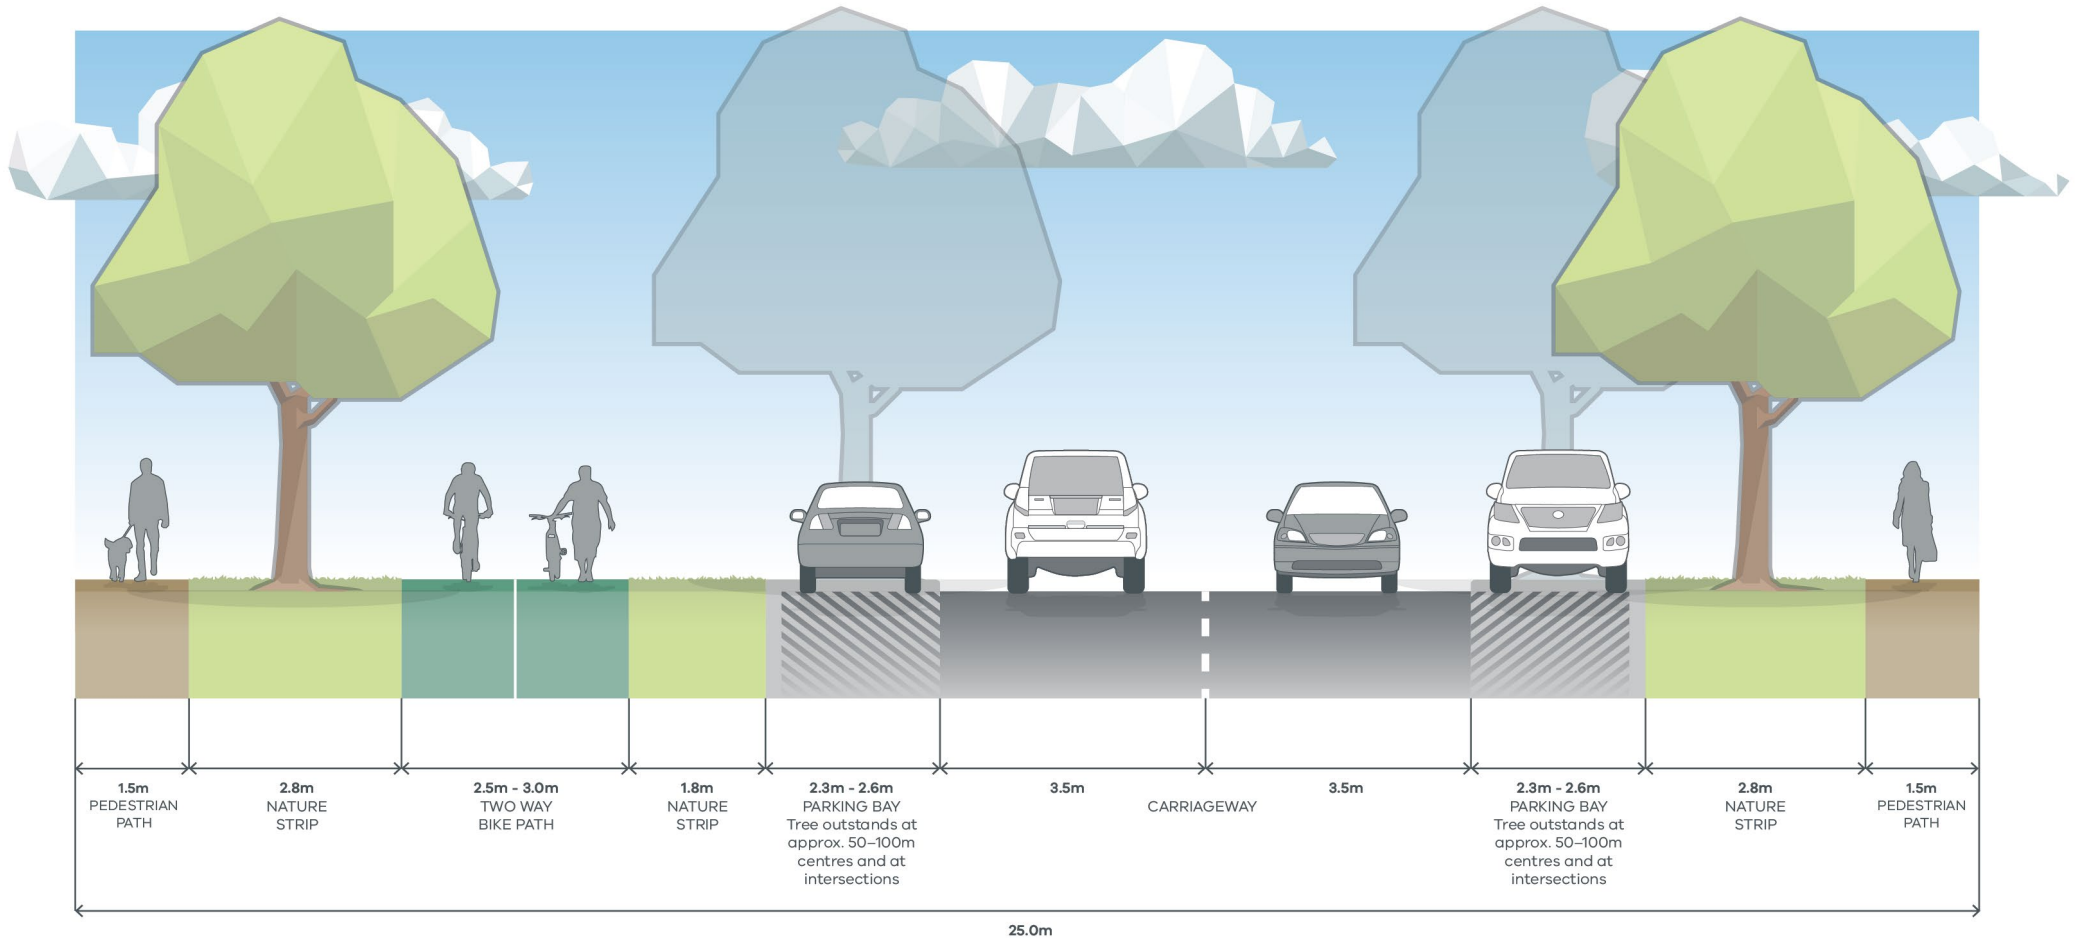 1.5m
PEDESTRIAN
PATH
2.8m
NATURE
STRIP
2.5m - 3.0m
TWO WAY
BIKE PATH
1.8m
NATURE
STRIP
2.3m - 2.6m
PARKING BAY
Tree outstands at
approx. 50–100m
centres and at
intersections
3.5m
CARRIAGEWAY
3.5m
2.3m - 2.6m
PARKING BAY
Tree outstands at
approx. 50–100m
centres and at
intersections
2.8m
NATURE
STRIP
1.5m
PEDESTRIAN
PATH
25.0m